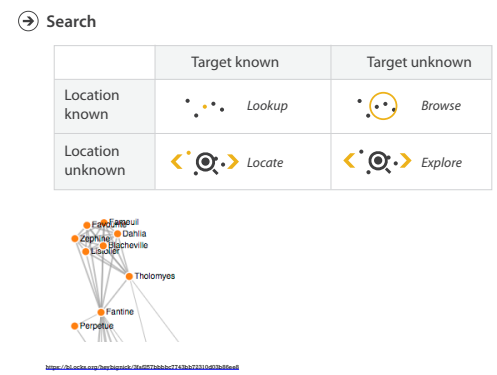 Search
Target known
Target unknown
Location known
Lookup
Browse
Location unknown
Locate
Explore
Favourite
Fameuil
Zephine
Dahlia
Blacheville
Listolier
Tholomyes
Fantine
Perpetue